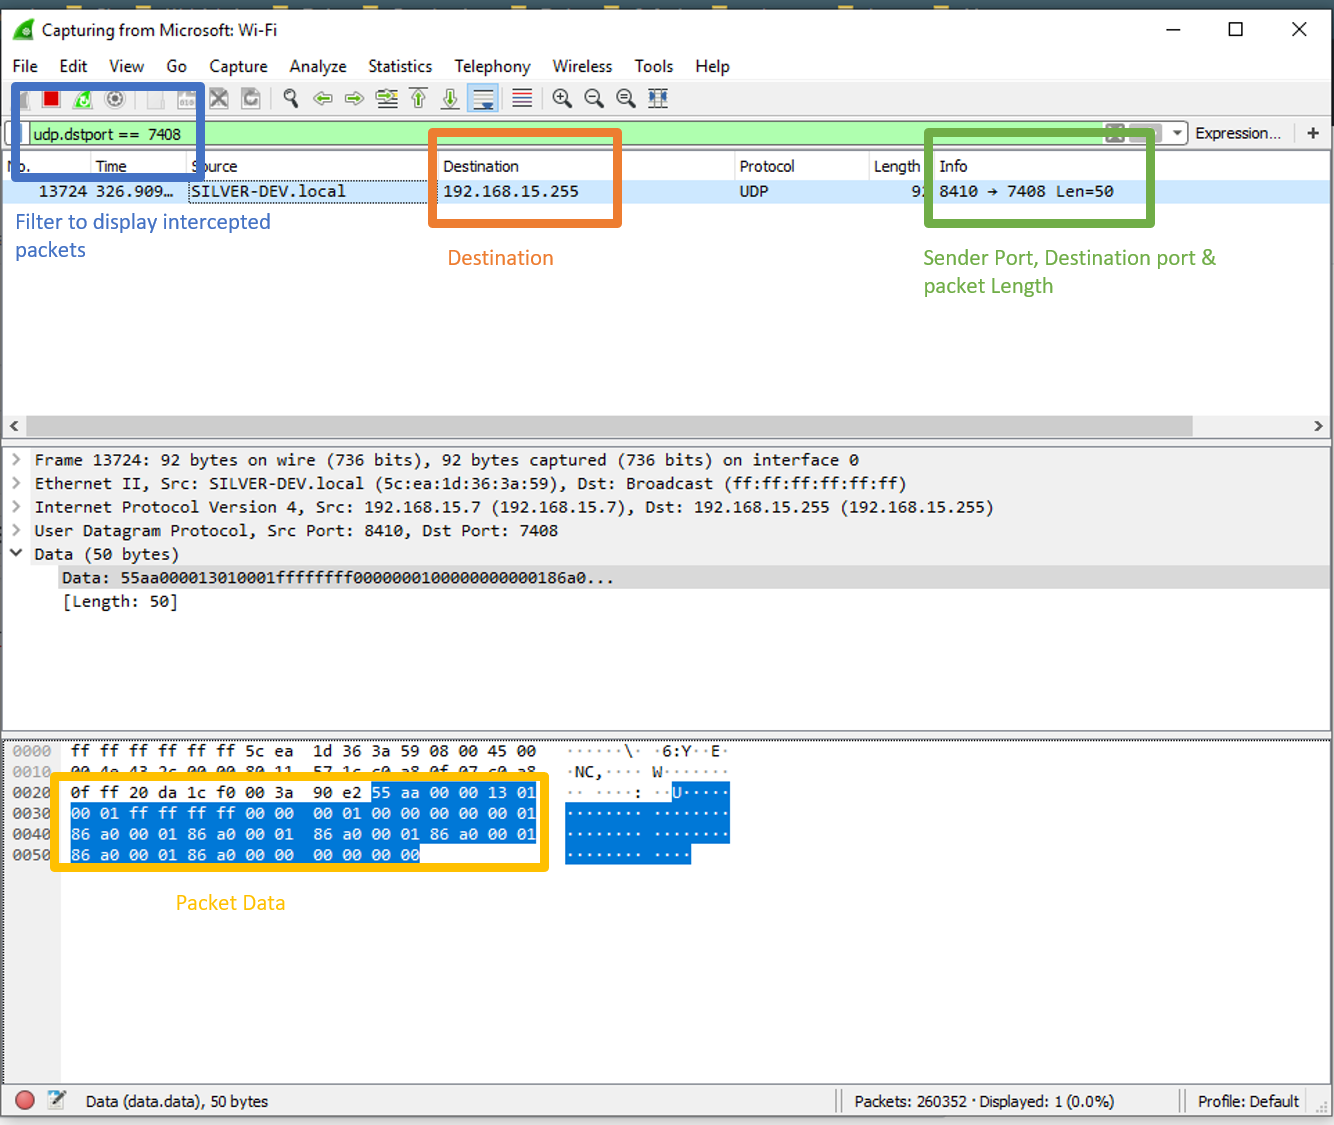 Capturing from Microsoft: Wi-Fi
File Edit View Go Capture Analyze Statistics Telephony Wireless Tools Help
udp.dstport == 7408 Expression... +
No. Time Source Destination Protocol Length Info
13724 326.909… SILVER-DEV.local 192.168.15.255 UDP 92 8410 → 7408 Len=50
Filter to display intercepted
packets
Destination
Sender Port, Destination port &
packet Length
Frame 13724: 92 bytes on wire (736 bits), 92 bytes captured (736 bits) on interface 0
Ethernet II, Src: SILVER-DEV.local (5c:ea:1d:36:3a:59), Dst: Broadcast (ff:ff:ff:ff:ff:ff)
Internet Protocol Version 4, Src: 192.168.15.7 (192.168.15.7), Dst: 192.168.15.255 (192.168.15.255)
User Datagram Protocol, Src Port: 8410, Dst Port: 7408
Data (50 bytes)
Data: 55aa000013010001ffffffff0000000100000000000186a0...
[Length: 50]
0000 ff ff ff ff ff ff 5c ea 1d 36 3a 59 08 00 45 00 ······\· ·6:Y··E·
0010 00 4e 43 2c 00 00 80 11 57 1c c0 a8 0f 07 c0 a8 ·NC,···· W·······
0020 0f ff 20 da 1c f0 00 3a 90 e2 55 aa 00 00 13 01 ·· ····: ··U·····
0030 00 01 ff ff ff ff 00 00 00 01 00 00 00 00 00 01 ········ ········
0040 86 a0 00 01 86 a0 00 01 86 a0 00 01 86 a0 00 01 ········ ········
0050 86 a0 00 01 86 a0 00 00 00 00 00 00 ········ ····
Packet Data
Data (data.data), 50 bytes
Packets: 260352 · Displayed: 1 (0.0%)
Profile: Default